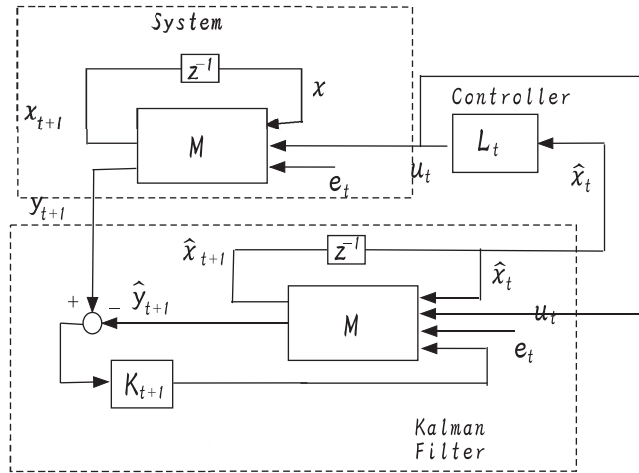 System
z⁻¹
x
x_{t+1}
M
Controller
L_t
u_t
e_t
x̂_t
y_{t+1}
x̂_{t+1}
z⁻¹
x̂_t
+
− ŷ_{t+1}
M
u_t
e_t
K_{t+1}
Kalman
Filter